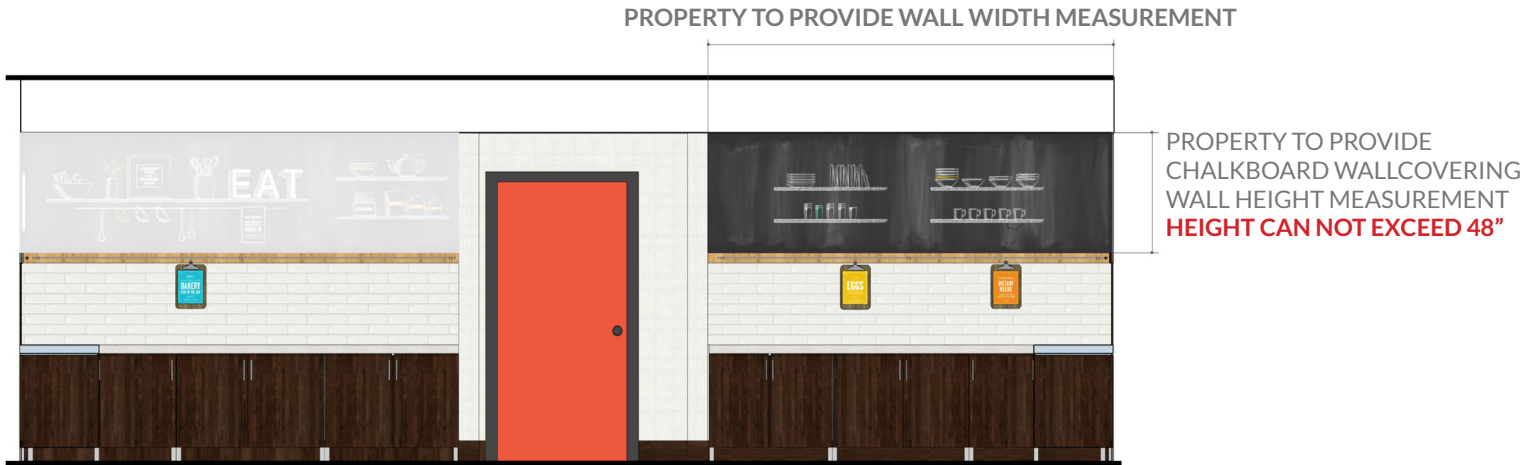 PROPERTY TO PROVIDE WALL WIDTH MEASUREMENT
PROPERTY TO PROVIDE
CHALKBOARD WALLCOVERING
WALL HEIGHT MEASUREMENT
HEIGHT CAN NOT EXCEED 48”
EAT
BAKERY
EGGS
DIETARY
NEEDS